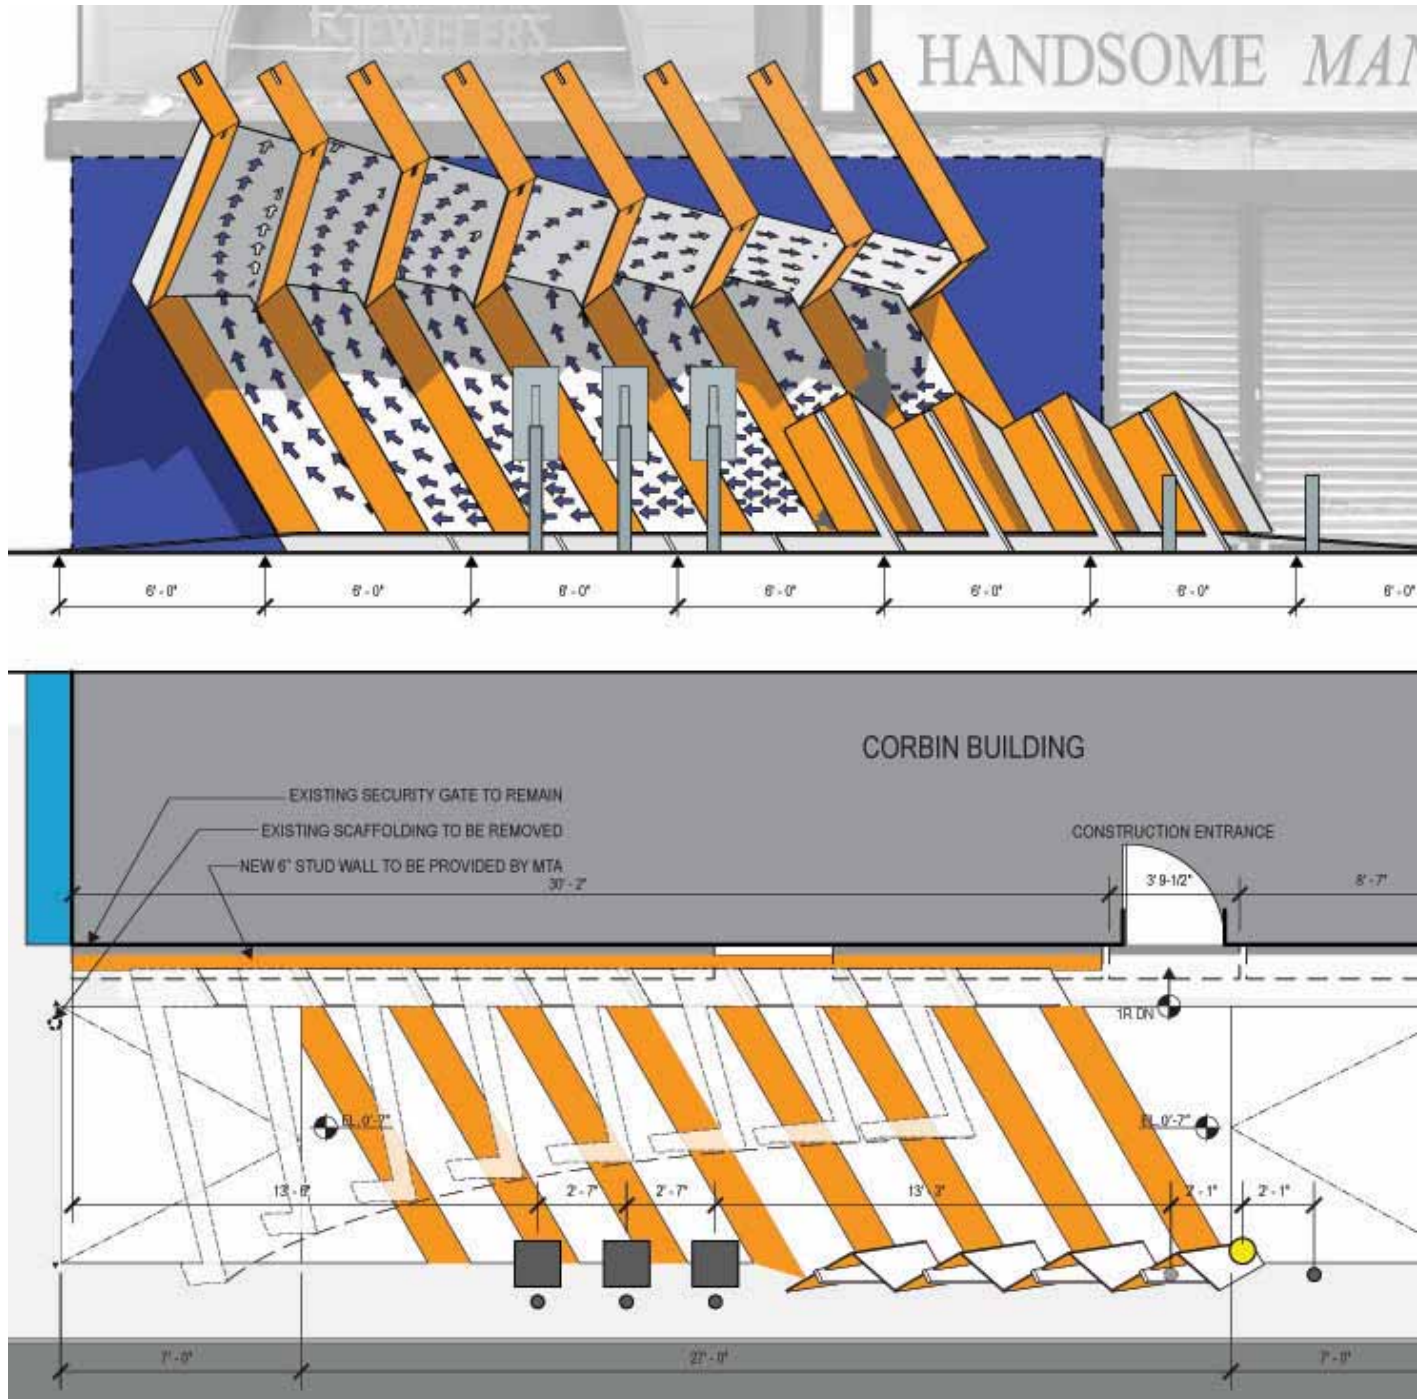 JEWELERS
HANDSOME MAN
6'-0" 6'-0" 6'-0" 6'-0" 6'-0" 6'-0" 6'-0"
CORBIN BUILDING
EXISTING SECURITY GATE TO REMAIN
EXISTING SCAFFOLDING TO BE REMOVED
CONSTRUCTION ENTRANCE
NEW 6" STUD WALL TO BE PROVIDED BY MTA
30'-2" 3' 9-1/2" 8'-7"
1R DN
EL. 0'-7" EL. 0'-7"
13'-6" 2'-7" 2'-7" 13'-3" 2'-1" 2'-1"
7'-0" 27'-0" 7'-0"